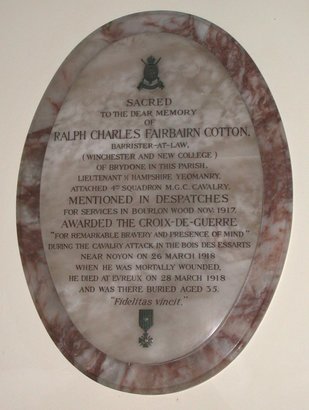 SACRED
TO THE DEAR MEMORY
OF
RALPH CHARLES FAIRBAIRN COTTON,
BARRISTER-AT-LAW,
(WINCHESTER AND NEW COLLEGE)
OF BRYDONE IN THIS PARISH,
LIEUTENANT HAMPSHIRE YEOMANRY,
ATTACHED 4TH SQUADRON M.G.C. CAVALRY.
MENTIONED IN DESPATCHES
FOR SERVICES IN BOURLON WOOD NOV. 1917.
AWARDED THE CROIX-DE-GUERRE
"FOR REMARKABLE BRAVERY AND PRESENCE OF MIND"
DURING THE CAVALRY ATTACK IN THE BOIS DES ESSARTS
NEAR NOYON ON 26 MARCH 1918
WHEN HE WAS MORTALLY WOUNDED,
HE DIED AT EVREUX ON 28 MARCH 1918
AND WAS THERE BURIED AGED 35.
"Fidelitas vincit."